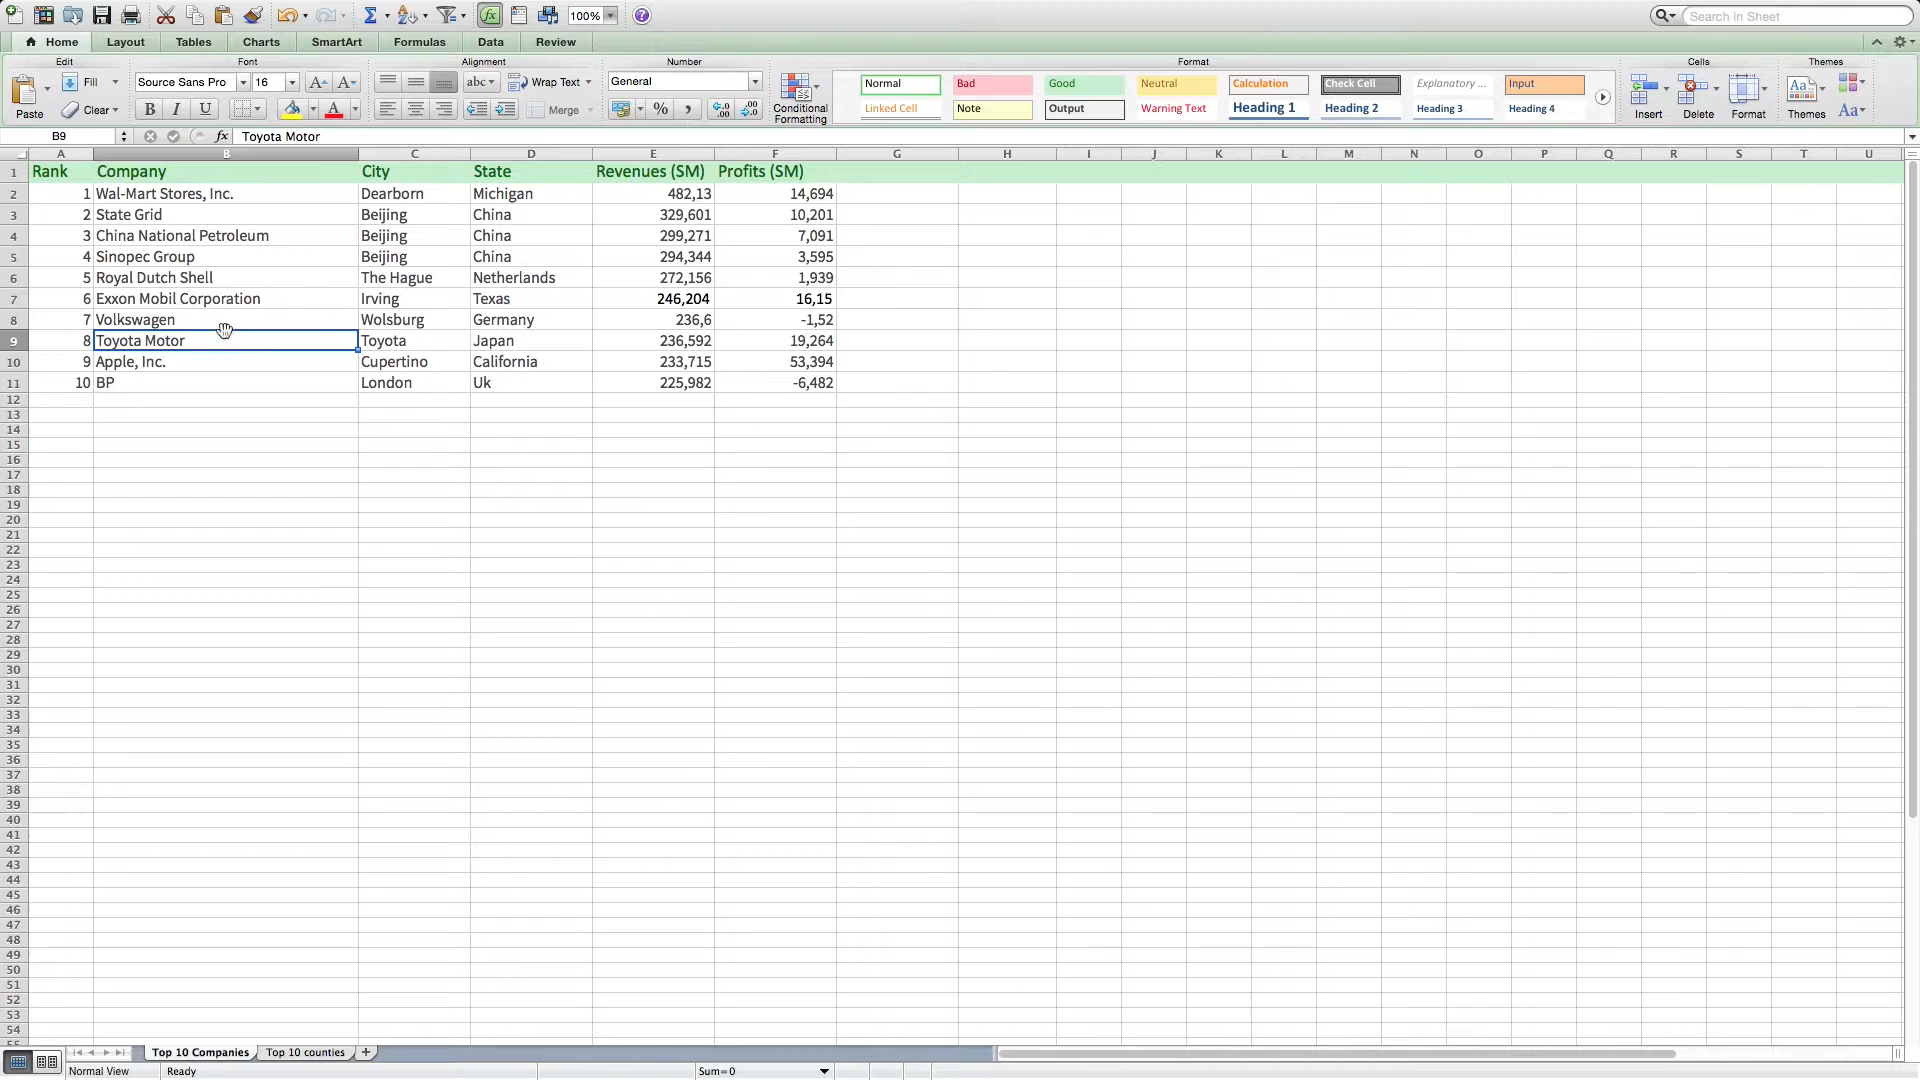 100%
Search in Sheet
Home Layout Tables Charts SmartArt Formulas Data Review
Edit Font Alignment Number Format Cells Themes
Fill Source Sans Pro 16 A A abc Wrap Text General Normal Bad Good Neutral Calculation Check Cell Explanatory ... Input
Paste Clear B I U A Merge % Conditional Formatting Linked Cell Note Output Warning Text Heading 1 Heading 2 Heading 3 Heading 4 Insert Delete Format Themes Aa
B9 fx Toyota Motor
A B C D E F G H I J K L M N O P Q R S T U
1 Rank Company City State Revenues (SM) Profits (SM)
2 1 Wal-Mart Stores, Inc. Dearborn Michigan 482,13 14,694
3 2 State Grid Beijing China 329,601 10,201
4 3 China National Petroleum Beijing China 299,271 7,091
5 4 Sinopec Group Beijing China 294,344 3,595
6 5 Royal Dutch Shell The Hague Netherlands 272,156 1,939
7 6 Exxon Mobil Corporation Irving Texas 246,204 16,15
8 7 Volkswagen Wolsburg Germany 236,6 -1,52
9 8 Toyota Motor Toyota Japan 236,592 19,264
10 9 Apple, Inc. Cupertino California 233,715 53,394
11 10 BP London Uk 225,982 -6,482
12
13
14
15
16
17
18
19
20
21
22
23
24
25
26
27
28
29
30
31
32
33
34
35
36
37
38
39
40
41
42
43
44
45
46
47
48
49
50
51
52
53
54
55
Top 10 Companies Top 10 counties +
Normal View Ready Sum=0